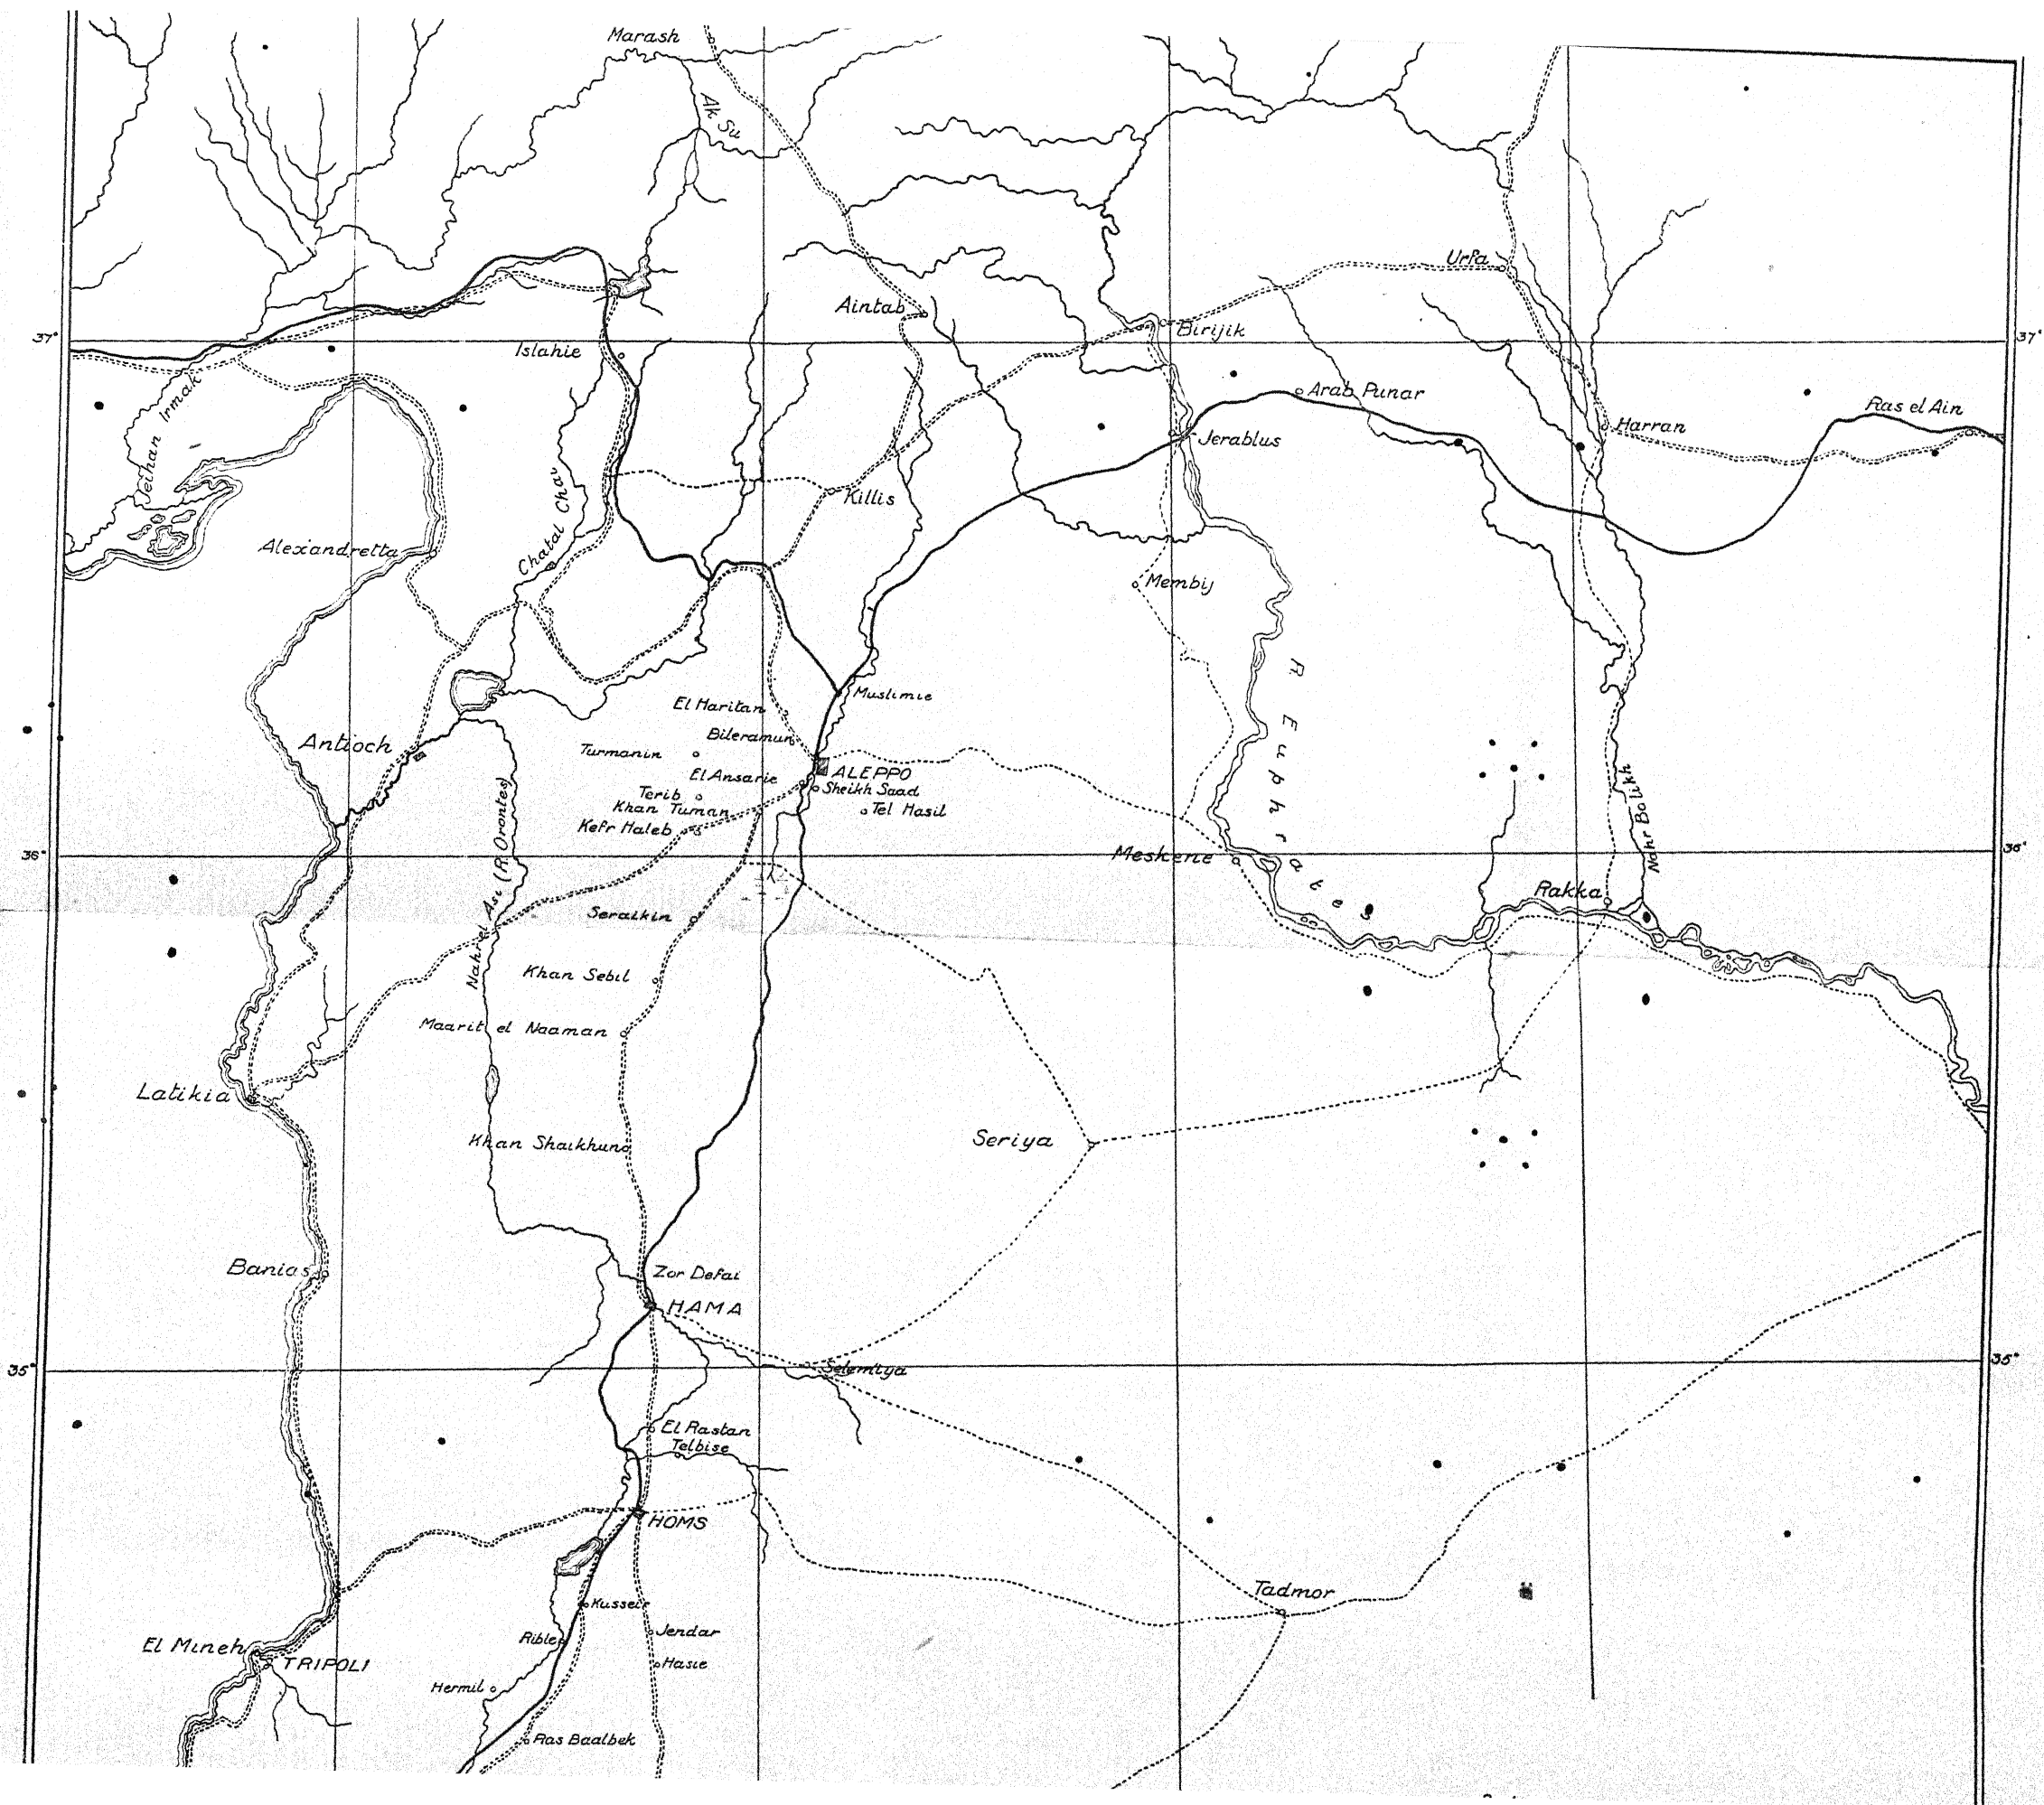 Marash
Ak Su
Urfa
Aintab
Birijik
37°
37°
Islahie
Jeihan Irmak
Arab Punar
Ras el Ain
Harran
Jerablus
Killis
Alexandretta
Chatal Cha
Membij
R Euphrates
Muslimie
El Haritan
Bileramun
Antioch
Turmanin
ALEPPO
El Ansarie
Sheikh Saad
Terib
Khan Tuman
Tel Hasil
Kefr Haleb
Nahr el Asi (R. Orontes)
Nahr Bolikh
36°
Meskene
36°
Rakka
Seraikin
Khan Sebil
Maarit el Naaman
Latikia
Seriya
Khan Shaikhun
Banias
Zor Defai
HAMA
35°
Selemiya
35°
El Rastan
Telbise
HOMS
Tadmor
Kusseir
Jendar
Rible
El Mineh
TRIPOLI
Hasie
Hermil
Ras Baalbek